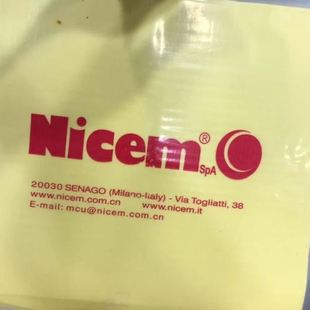 Nicem® SpA
20030 SENAGO (Milano-Italy) - Via Togliatti, 38
www.nicem.com.cn www.nicem.it
E-mail: mcu@nicem.com.cn